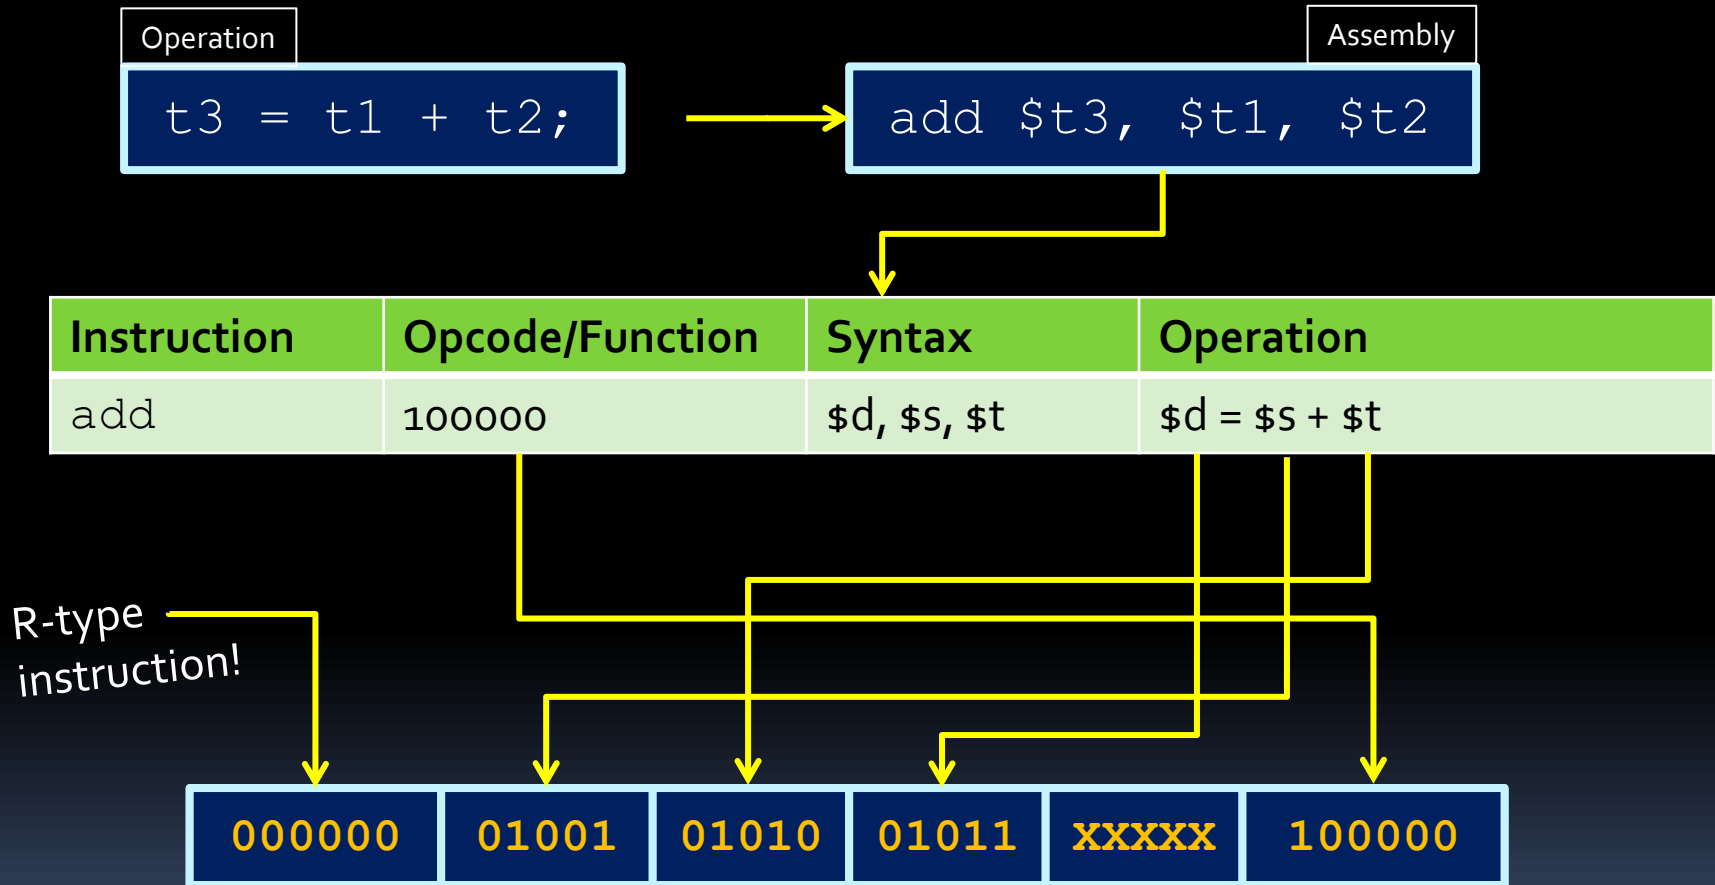 Operation
Assembly
t3 = t1 + t2;
add $t3, $t1, $t2
Instruction Opcode/Function Syntax Operation
add 100000 $d, $s, $t $d = $s + $t
R-type
instruction!
000000 01001 01010 01011 XXXXX 100000